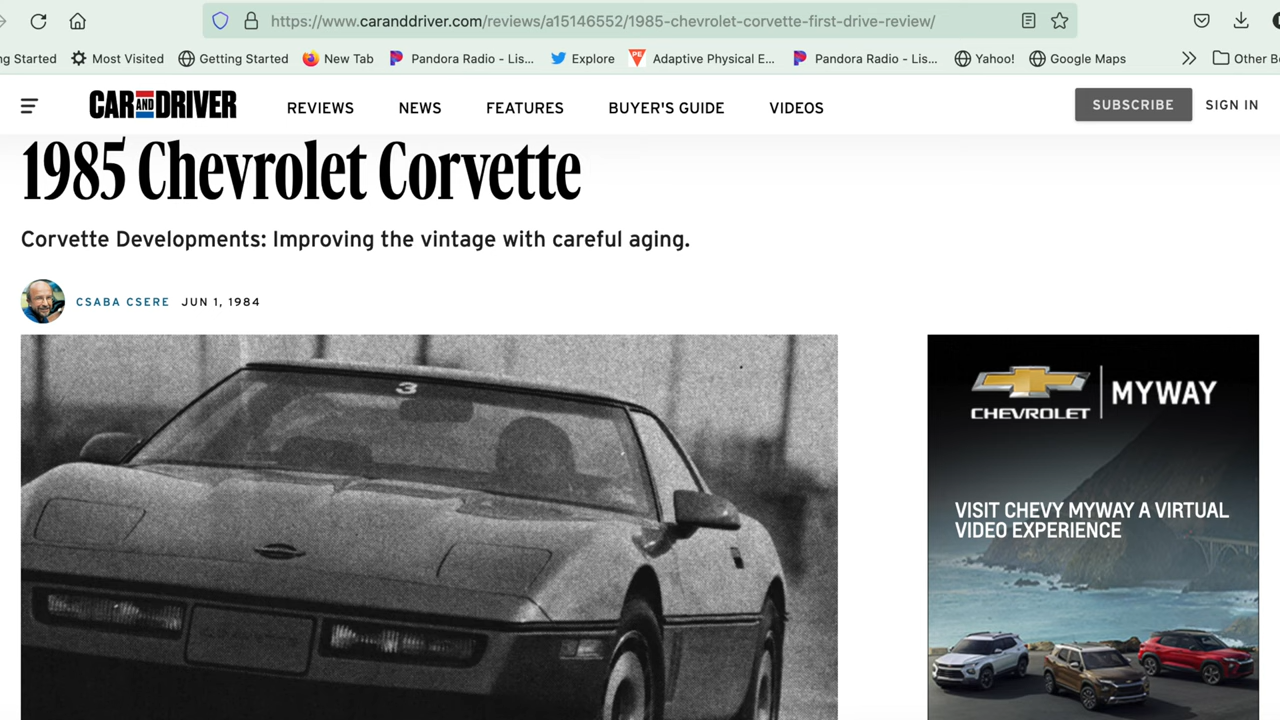 https://www.caranddriver.com/reviews/a15146552/1985-chevrolet-corvette-first-drive-review/
ng Started Most Visited Getting Started New Tab Pandora Radio - Lis... Explore PE Adaptive Physical E... Pandora Radio - Lis... Yahoo! Google Maps Other B
CAR AND DRIVER REVIEWS NEWS FEATURES BUYER'S GUIDE VIDEOS SUBSCRIBE SIGN IN
1985 Chevrolet Corvette
Corvette Developments: Improving the vintage with careful aging.
CSABA CSERE JUN 1, 1984
3
CHEVROLET MYWAY
VISIT CHEVY MYWAY A VIRTUAL
VIDEO EXPERIENCE